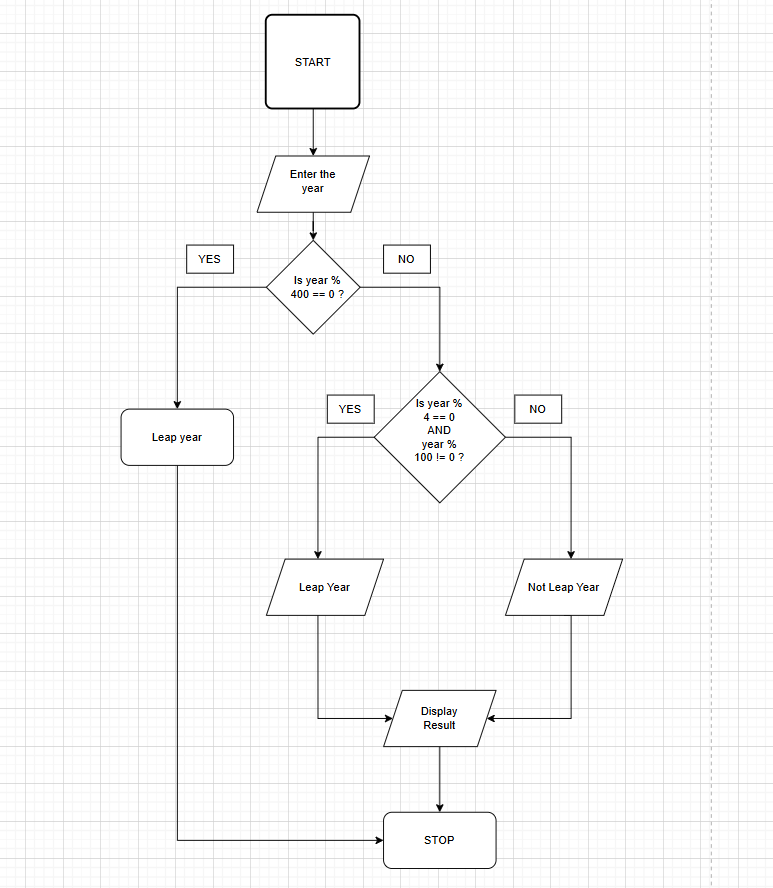 START
Enter the
year
YES
NO
Is year %
400 == 0 ?
YES
NO
Is year %
4 == 0
AND
year %
100 != 0 ?
Leap year
Leap Year
Not Leap Year
Display
Result
STOP